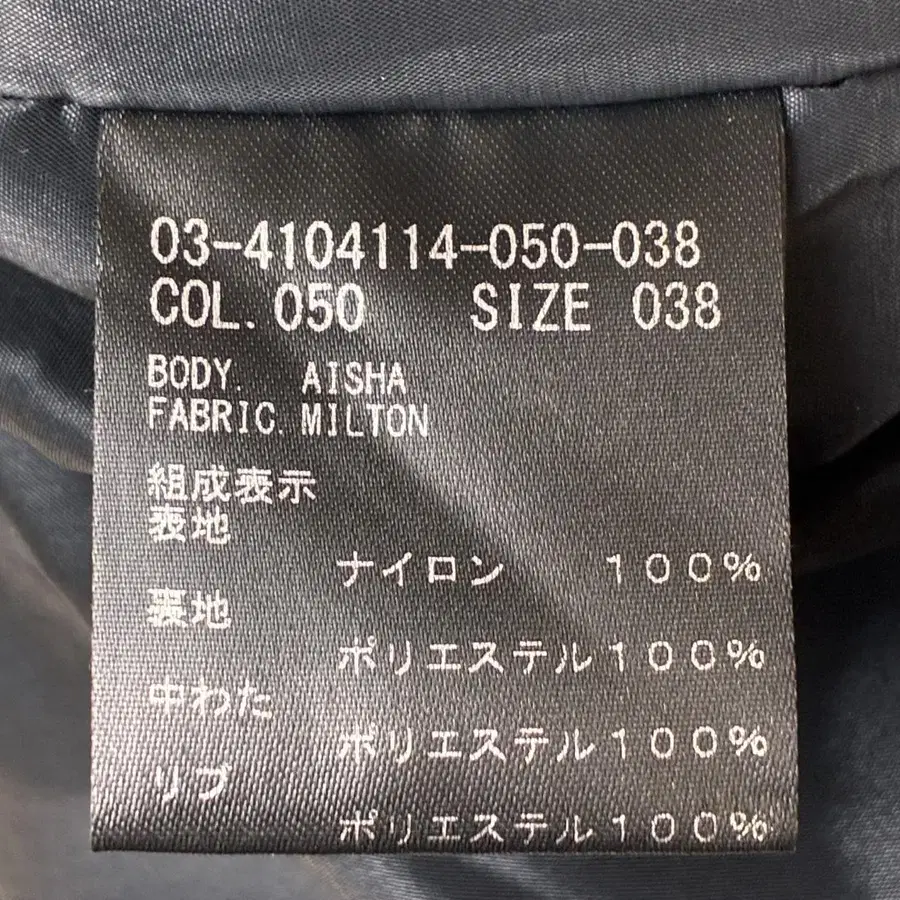 03-4104114-050-038
COL. 050 SIZE 038
BODY. AISHA
FABRIC. MILTON
組成表示
表地
ナイロン 100%
裏地
ポリエステル100%
中わた
ポリエステル100%
リブ
ポリエステル100%